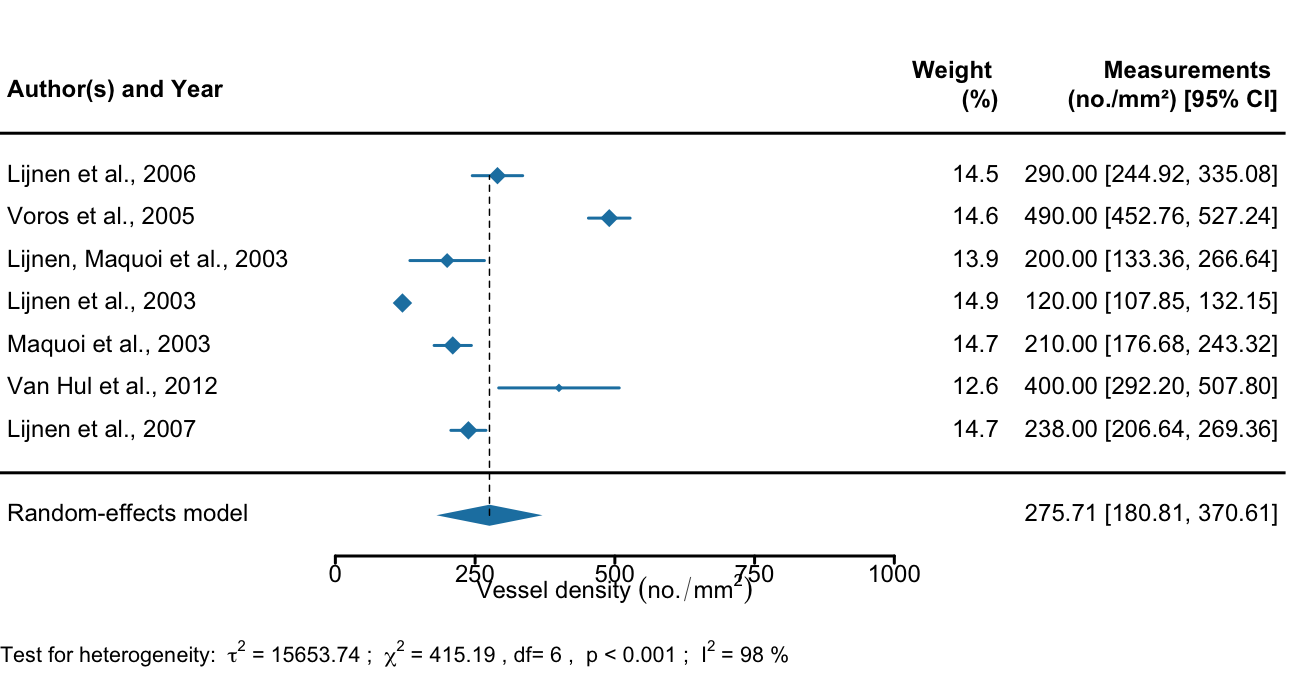 Author(s) and Year
Weight
(%)
Measurements
(no./mm²) [95% CI]
Lijnen et al., 2006 14.5 290.00 [244.92, 335.08]
Voros et al., 2005 14.6 490.00 [452.76, 527.24]
Lijnen, Maquoi et al., 2003 13.9 200.00 [133.36, 266.64]
Lijnen et al., 2003 14.9 120.00 [107.85, 132.15]
Maquoi et al., 2003 14.7 210.00 [176.68, 243.32]
Van Hul et al., 2012 12.6 400.00 [292.20, 507.80]
Lijnen et al., 2007 14.7 238.00 [206.64, 269.36]
Random-effects model 275.71 [180.81, 370.61]
0 250 500 750 1000
Vessel density (no./mm²)
Test for heterogeneity: τ² = 15653.74 ; χ² = 415.19 , df= 6 , p < 0.001 ; I² = 98 %